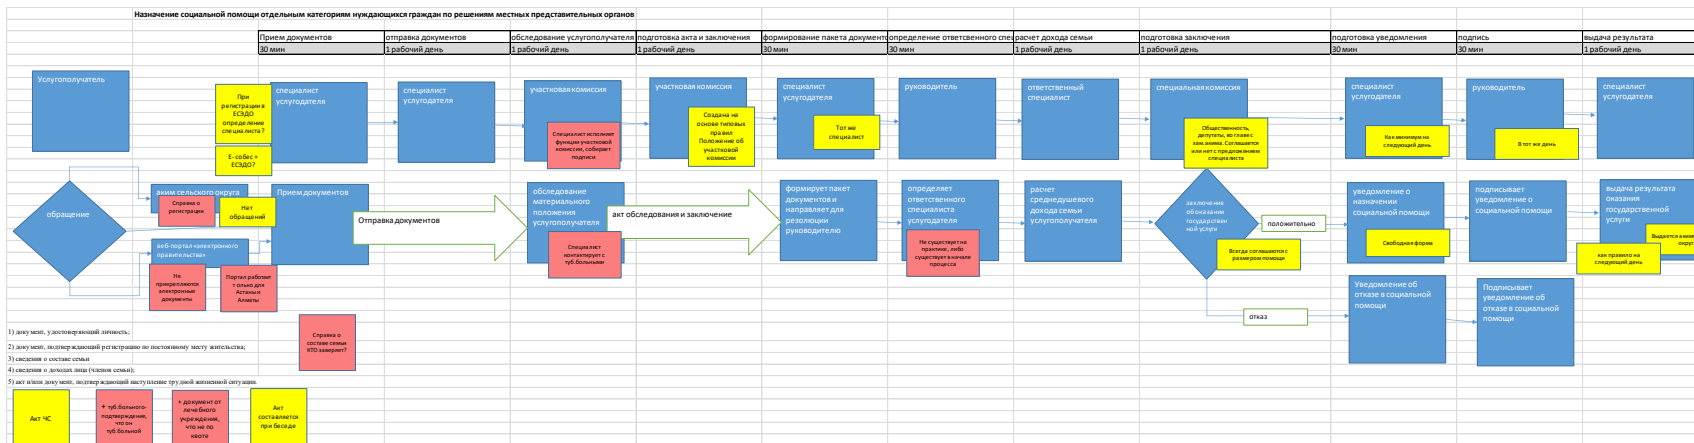 Назначение социальной помощи отдельным категориям нуждающихся граждан по решениям местных представительных органов
Прием документов
отправка документов
обследование услугополучателя
подготовка акта и заключения
формирование пакета документо
определение ответсвенного спец
расчет дохода семьи
подготовка заключения
подготовка уведомления
подпись
выдача результата
30 мин
1 рабочий день
1 рабочий день
1 рабочий день
30 мин
30 мин
1 рабочий день
1 рабочий день
30 мин
30 мин
1 рабочий день
Услугополучатель
При
регистрации в
ЕСЭДО
определение
специалиста?
Е- собес +
ЕСЭДО?
специалист
услугодателя
специалист
услугодателя
участковая комиссия
Специалист исполняет
функции участковой
комиссии, собирает
подписи
участковая комиссия
Создана на
основе типовых
правил
Положение об
участковой
комиссии
специалист
услугодателя
Тот же
специалист
руководитель
ответственный
специалист
специальная комиссия
Общественность,
депутаты, во главе с
зам.акима. Соглашается
или нет с предложением
специалиста
специалист
услугодателя
Как минимум на
следующий день
руководитель
В тот же день
специалист
услугодателя
обращение
аким сельского округа
Справка о
регистрации
Нет
обращений
веб-портал «электронного
правительства»
Не
прикрепляются
электронные
документы
Портал работает
только для
Астаны и
Алматы
Прием документов
Отправка документов
обследование
материального
положения
услугополучателя
Специалист
контактирует с
туб.больными
акт обследования и заключение
формирует пакет
документов и
направляет для
резолюции
руководителю
определяет
ответственного
специалиста
услугодателя
Не существует на
практике, либо
существует в начале
процесса
расчет
среднедушевого
дохода семьи
услугополучателя
заключение
об оказании
государствен
ной услуги
положительно
Всегда соглашаются с
размером помощи
отказ
уведомление о
назначении
социальной помощи
Свободная форма
подписывает
уведомление о
социальной помощи
выдача результата
оказания
государственной
услуги
Выдается аким
округ
как правило на
следующий день
Уведомление об
отказе в социальной
помощи
Подписывает
уведомление об
отказе в социальной
помощи
Справка о
составе семьи
КТО заверяет?
1) документ, удостоверяющий личность;
2) документ, подтверждающий регистрацию по постоянному месту жительства;
3) сведения о составе семьи
4) сведения о доходах лица (членов семьи);
5) акт и/или документ, подтверждающий наступление трудной жизненной ситуации.
Акт ЧС
+ туб.больного-
подтверждение,
что он
туб.больной
+ документ от
лечебного
учреждения,
что не по
квоте
Акт
составляется
при беседе